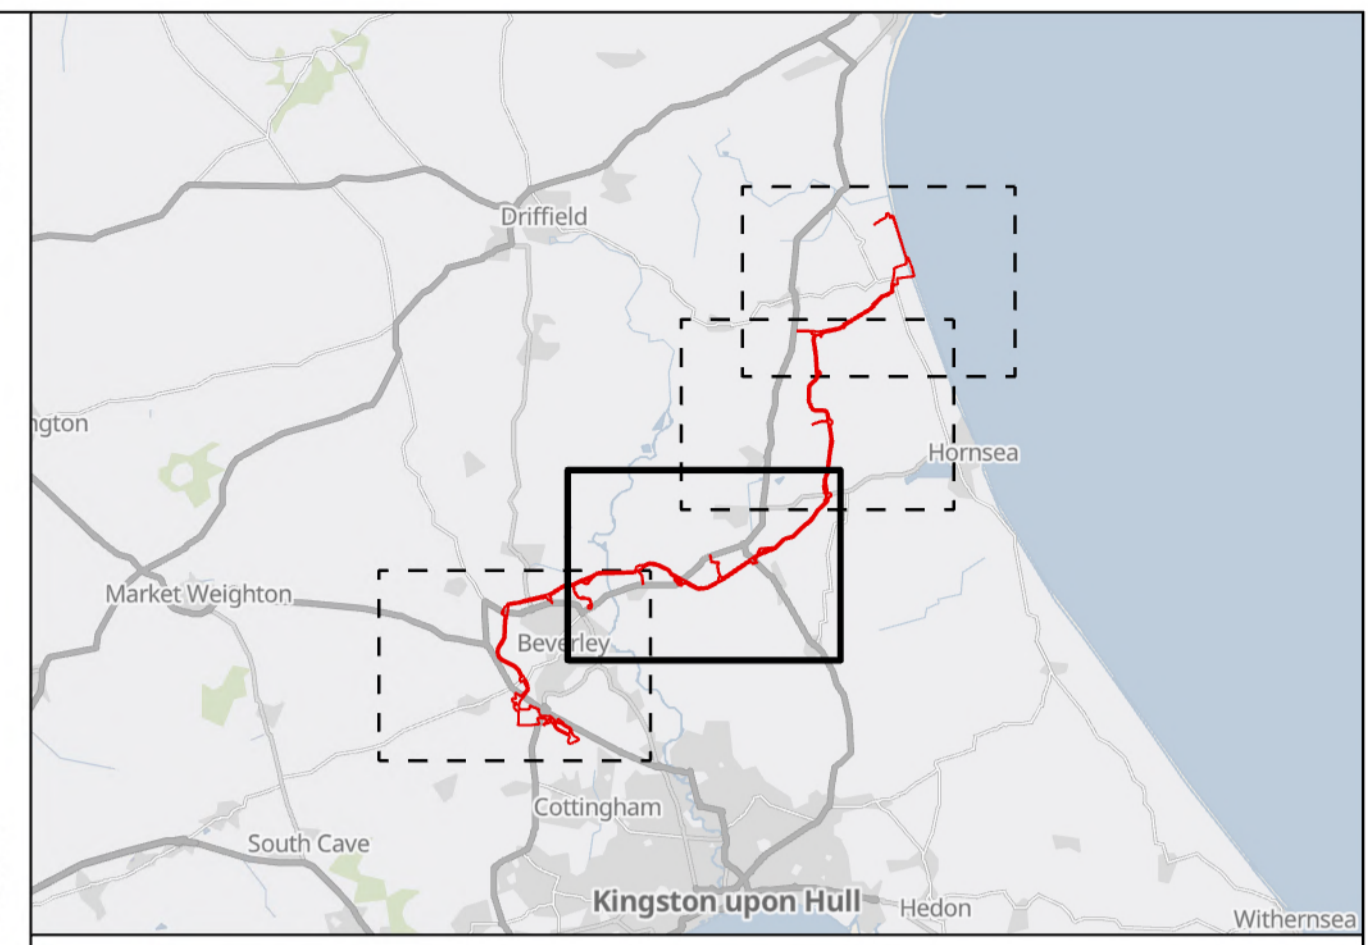 Driffield
ngton
Hornsea
Market Weighton
Beverley
Cottingham
South Cave
Kingston upon Hull
Hedon
Withernsea